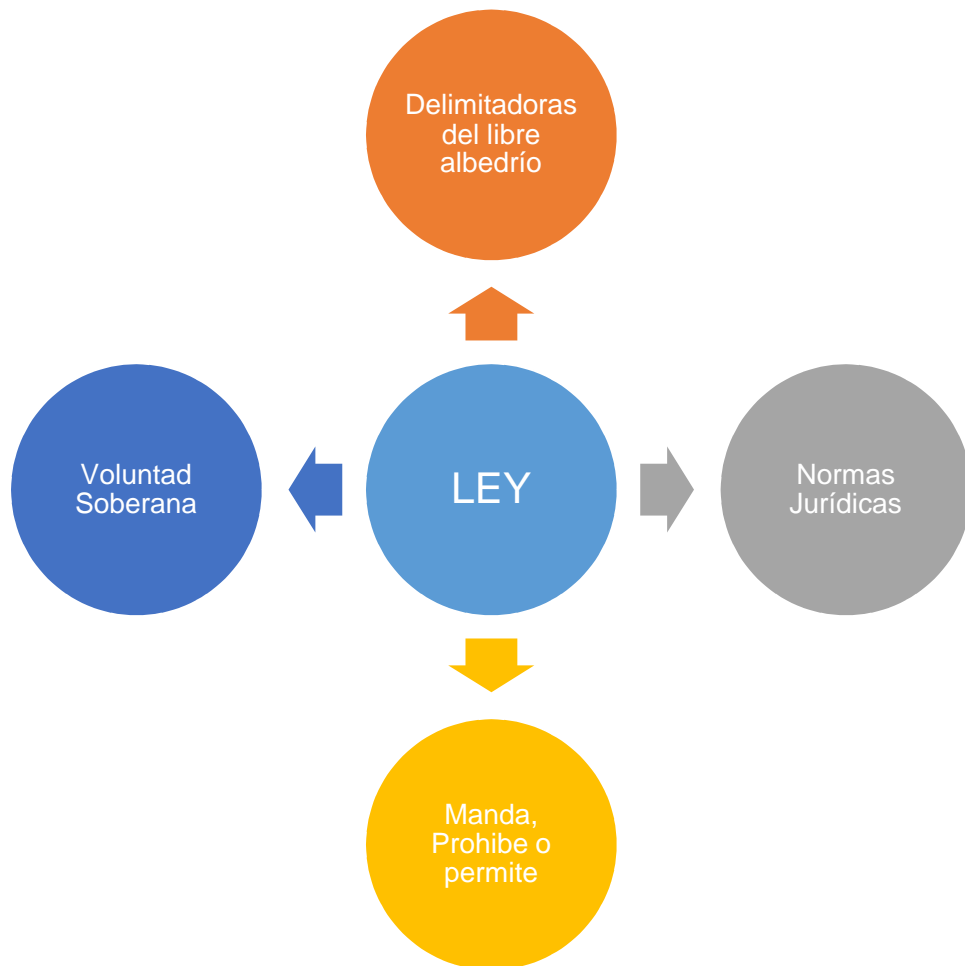 Delimitadoras
del libre
albedrío
Voluntad
Soberana
LEY
Normas
Jurídicas
Manda,
Prohibe o
permite